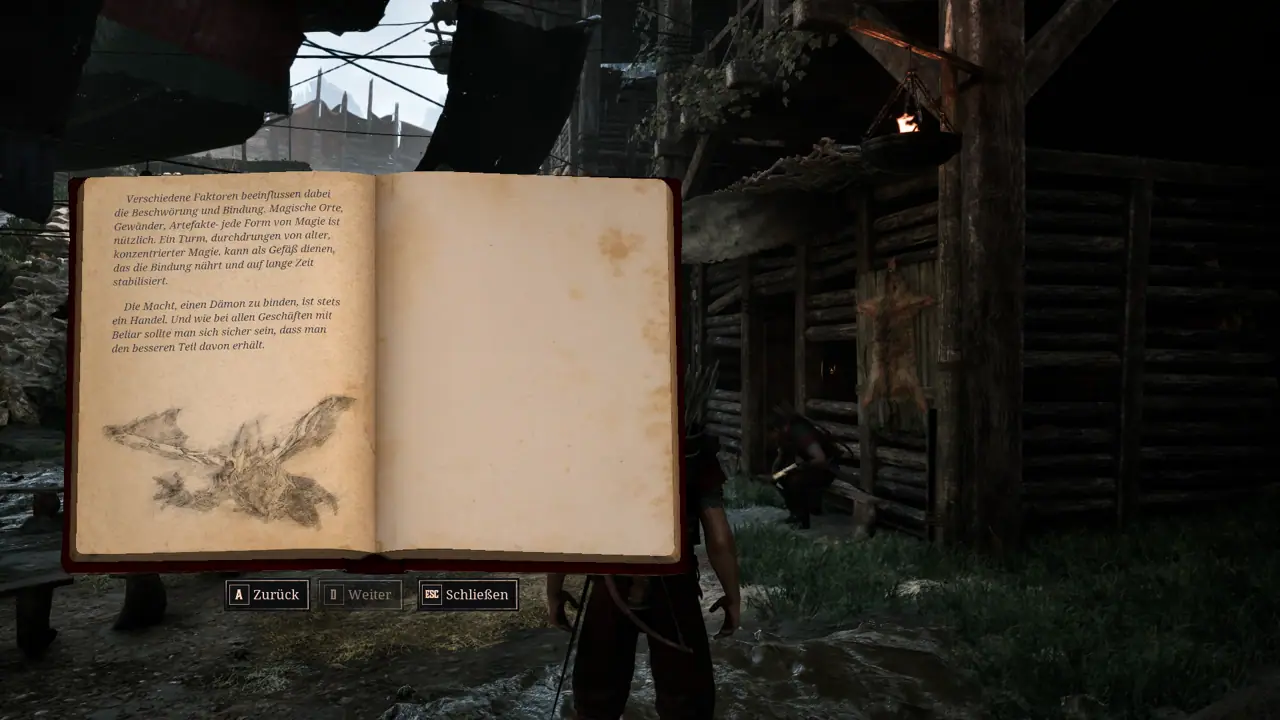 Verschiedene Faktoren beeinflussen dabei
die Beschwörung und Bindung. Magische Orte,
Gewänder, Artefakte- jede Form von Magie ist
nützlich. Ein Turm, durchdrungen von alter,
konzentrierter Magie, kann als Gefäß dienen,
das die Bindung nährt und auf lange Zeit
stabilisiert.
Die Macht, einen Dämon zu binden, ist stets
ein Handel. Und wie bei allen Geschäften mit
Beliar sollte man sich sicher sein, dass man
den besseren Teil davon erhält.
A Zurück D Weiter ESC Schließen